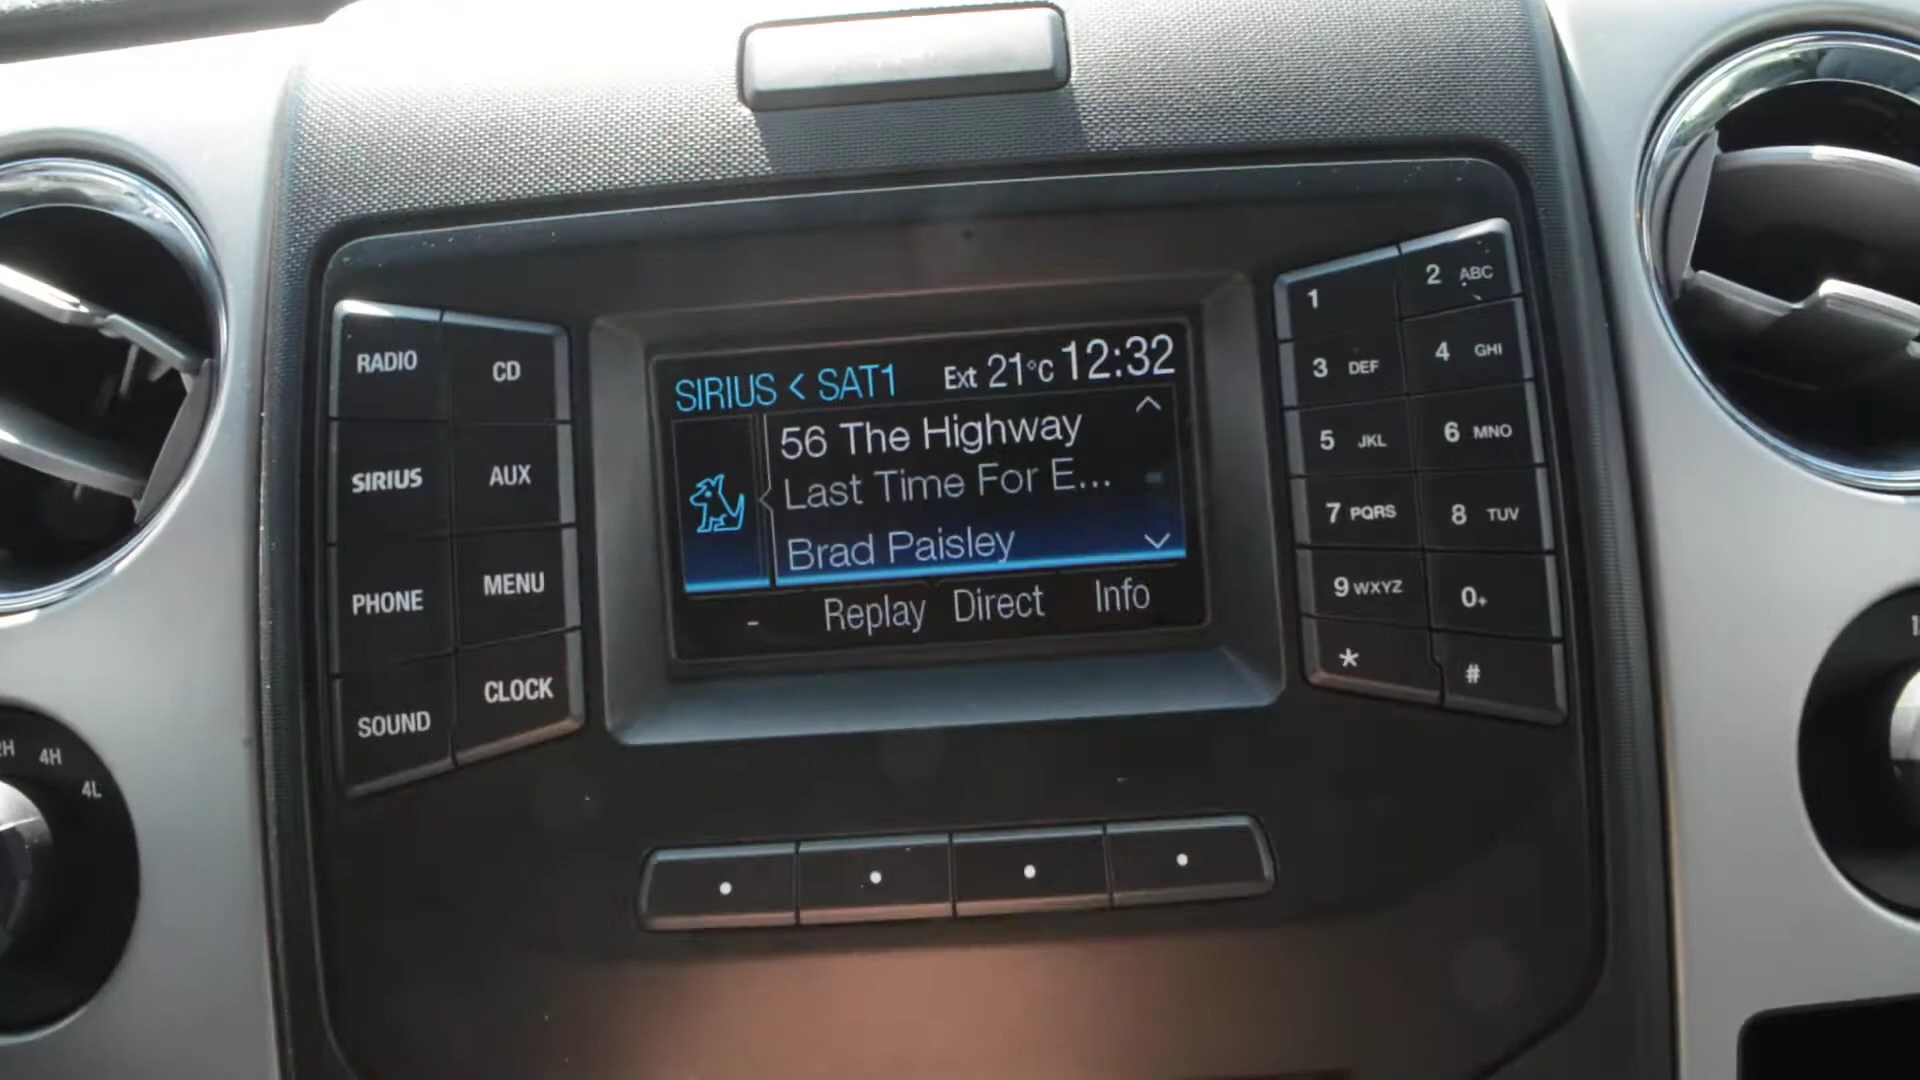 SIRIUS < SAT1 Ext 21°C 12:32
56 The Highway
Last Time For E...
Brad Paisley
- Replay Direct Info
RADIO CD
SIRIUS AUX
PHONE MENU
SOUND CLOCK
1 2 ABC
3 DEF 4 GHI
5 JKL 6 MNO
7 PQRS 8 TUV
9 WXYZ 0+
* #
4H
4L